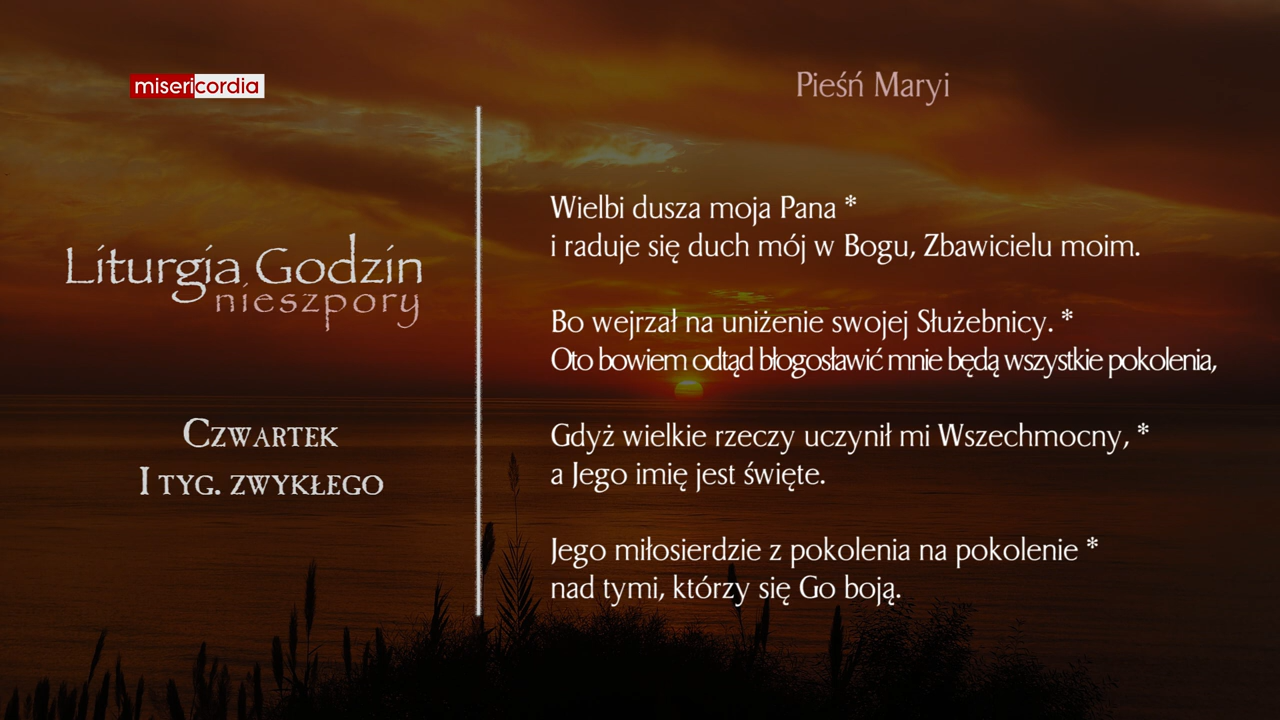 misericordia
Liturgia Godzin
nieszpory
Czwartek
I tyg. zwykłego
Pieśń Maryi
Wielbi dusza moja Pana *
i raduje się duch mój w Bogu, Zbawicielu moim.
Bo wejrzał na uniżenie swojej Służebnicy. *
Oto bowiem odtąd błogosławić mnie będą wszystkie pokolenia,
Gdyż wielkie rzeczy uczynił mi Wszechmocny, *
a Jego imię jest święte.
Jego miłosierdzie z pokolenia na pokolenie *
nad tymi, którzy się Go boją.